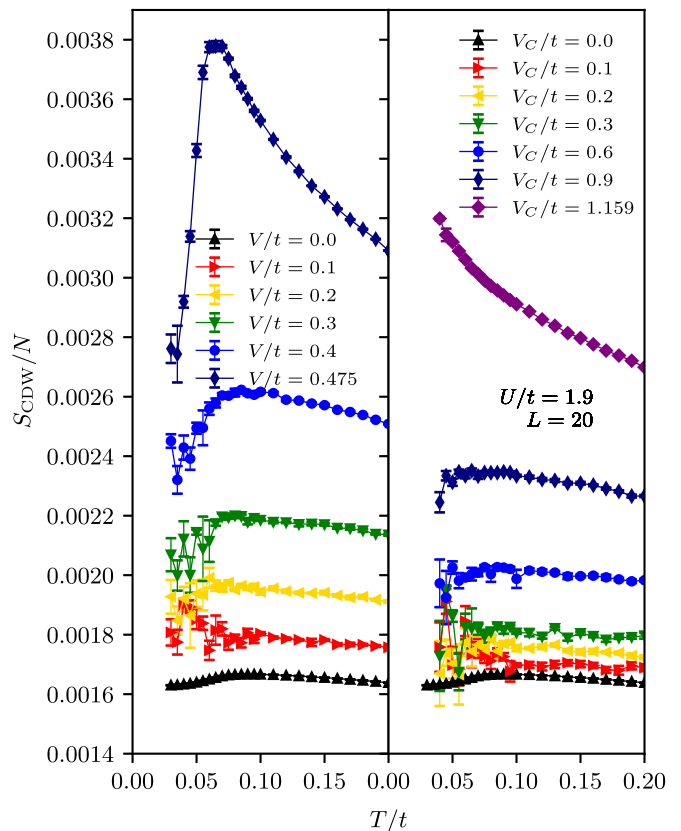 0.0038
0.0036
0.0034
0.0032
0.0030
0.0028
0.0026
0.0024
0.0022
0.0020
0.0018
0.0016
0.0014
S_CDW/N
V/t = 0.0
V/t = 0.1
V/t = 0.2
V/t = 0.3
V/t = 0.4
V/t = 0.475
V_C/t = 0.0
V_C/t = 0.1
V_C/t = 0.2
V_C/t = 0.3
V_C/t = 0.6
V_C/t = 0.9
V_C/t = 1.159
U/t = 1.9
L = 20
0.00 0.05 0.10 0.15 0.00 0.05 0.10 0.15 0.20
T/t